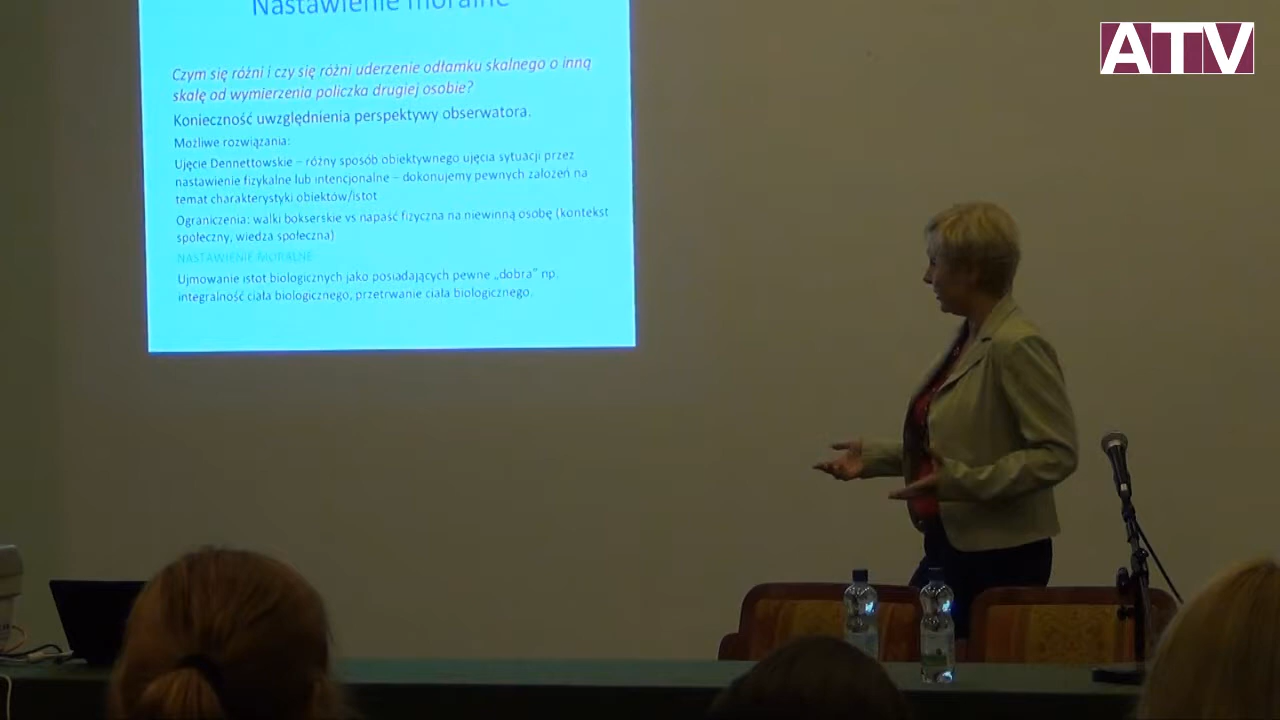 Nastawienie moralne
ATV
Czym się różni i czy się różni uderzenie odłamku skalnego o inną
skałę od wymierzenia policzka drugiej osobie?
Konieczność uwzględnienia perspektywy obserwatora.
Możliwe rozwiązania:
Ujęcie Dennettowskie – różny sposób obiektywnego ujęcia sytuacji przez
nastawienie fizykalne lub intencjonalne – dokonujemy pewnych założeń na
temat charakterystyki obiektów/istot
Ograniczenia: walki bokserskie vs napaść fizyczna na niewinną osobę (kontekst
społeczny, wiedza społeczna)
NASTAWIENIE MORALNE
Ujmowanie istot biologicznych jako posiadających pewne „dobra” np.
integralność ciała biologicznego, przetrwanie ciała biologicznego.